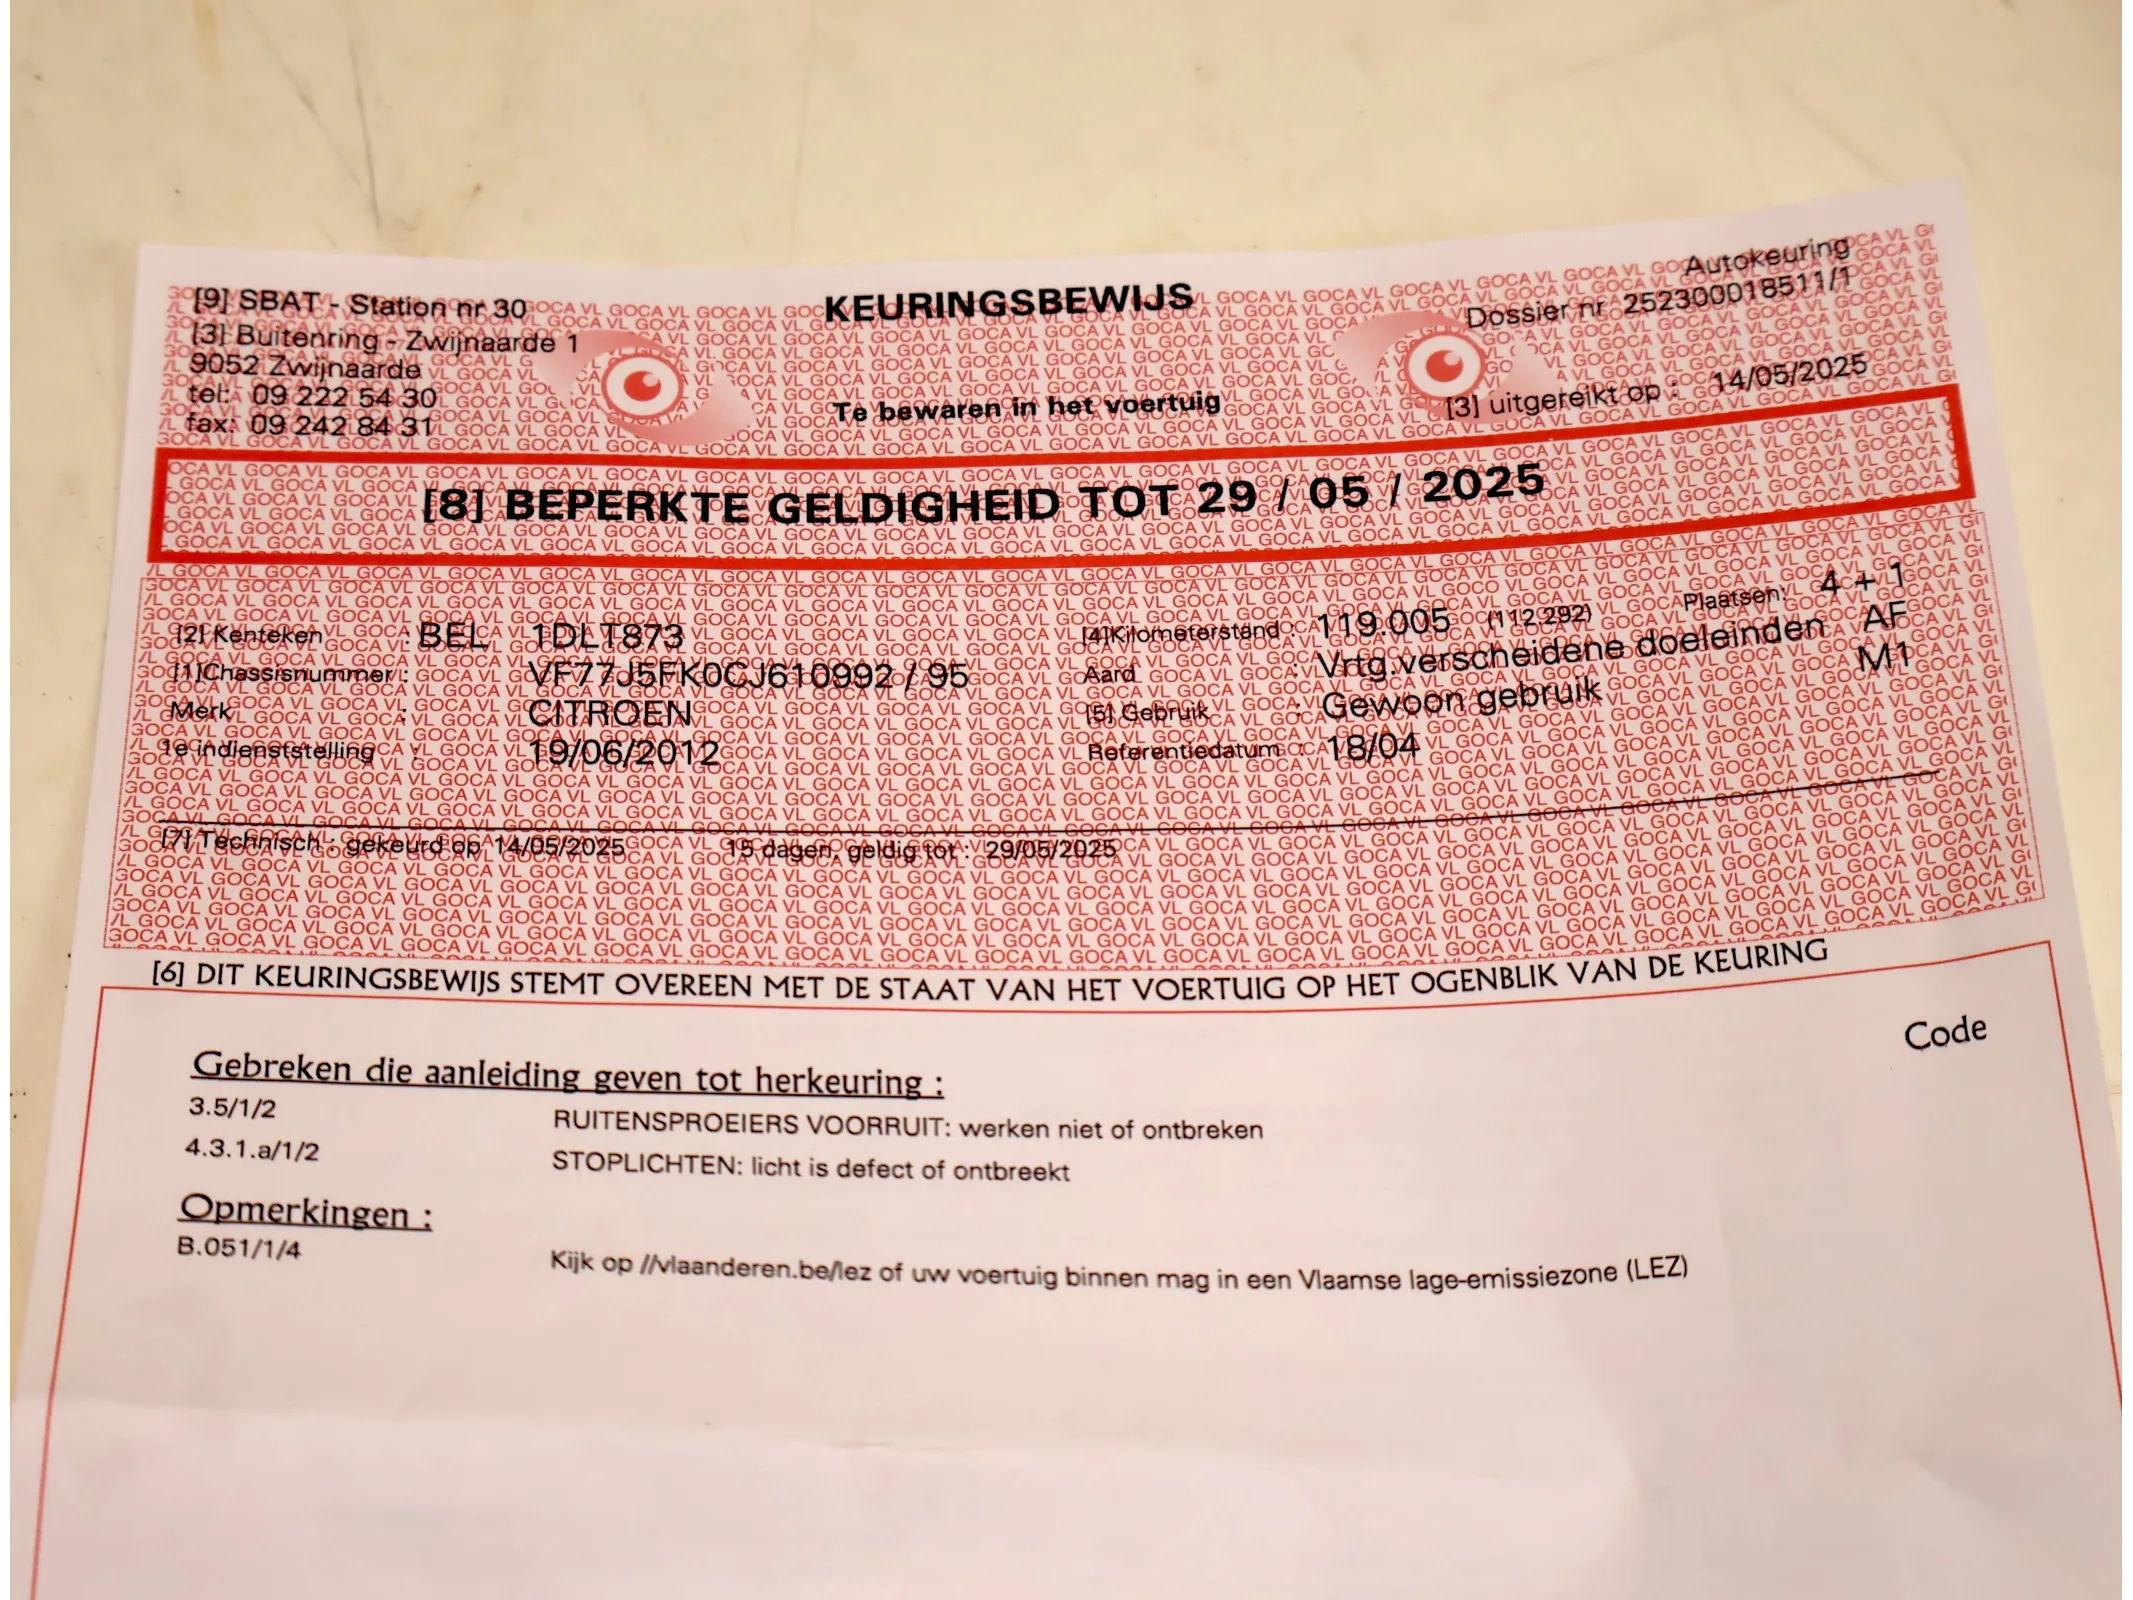 [9] SBAT - Station nr 30
[3] Buitenring - Zwijnaarde 1
9052 Zwijnaarde
tel: 09 222 54 30
fax: 09 242 84 31
KEURINGSBEWIJS
Te bewaren in het voertuig
Autokeuring
Dossier nr 252300018511/1
[3] uitgereikt op : 14/05/2025
[8] BEPERKTE GELDIGHEID TOT 29 / 05 / 2025
[2] Kenteken : BEL 1DLT873
[1]Chassisnummer : VF77J5FK0CJ610992 / 95
Merk : CITROEN
1e indienststelling : 19/06/2012
[4]Kilometerstand : 119.005 (112.292) Plaatsen: 4 + 1
Aard : Vrtg.verscheidene doeleinden AF
[5] Gebruik : Gewoon gebruik M1
Referentiedatum : 18/04
[7] Technisch : gekeurd op 14/05/2025 15 dagen, geldig tot : 29/05/2025
[6] DIT KEURINGSBEWIJS STEMT OVEREEN MET DE STAAT VAN HET VOERTUIG OP HET OGENBLIK VAN DE KEURING
Code
Gebreken die aanleiding geven tot herkeuring :
3.5/1/2 RUITENSPROEIERS VOORRUIT: werken niet of ontbreken
4.3.1.a/1/2 STOPLICHTEN: licht is defect of ontbreekt
Opmerkingen :
B.051/1/4 Kijk op //vlaanderen.be/lez of uw voertuig binnen mag in een Vlaamse lage-emissiezone (LEZ)